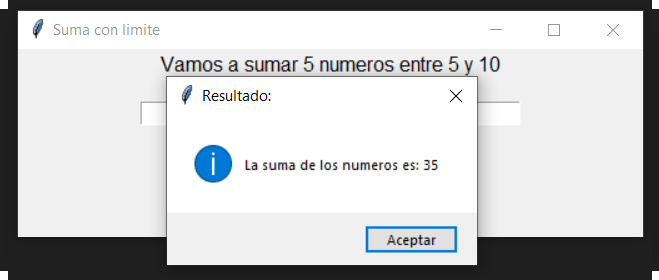 Suma con limite
Vamos a sumar 5 numeros entre 5 y 10
Resultado:
La suma de los numeros es: 35
Aceptar